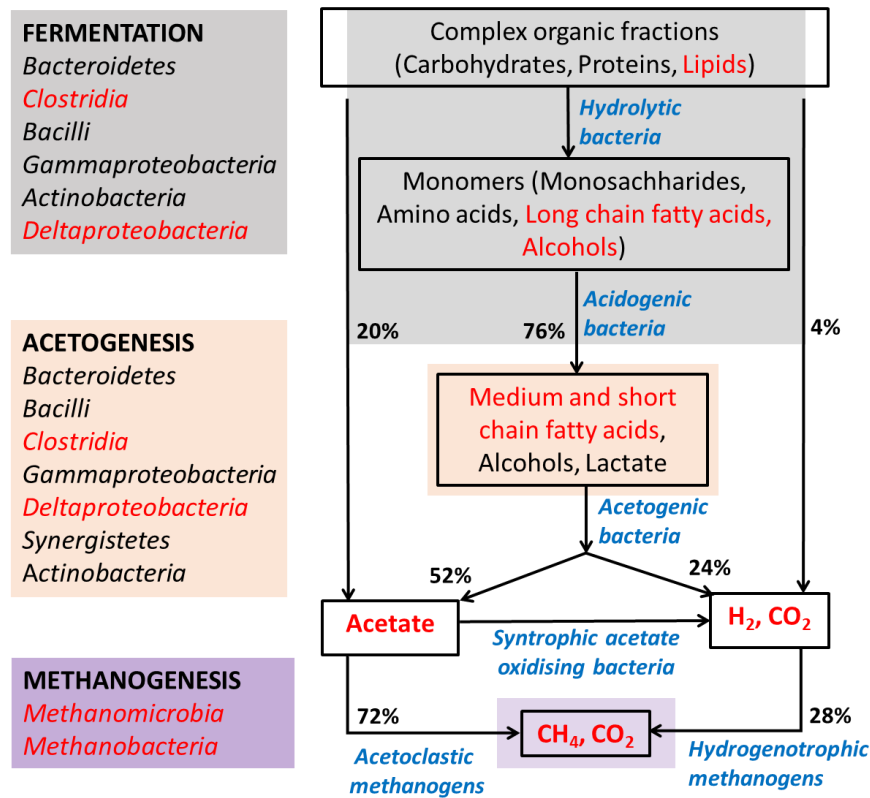 FERMENTATION
Bacteroidetes
Clostridia
Bacilli
Gammaproteobacteria
Actinobacteria
Deltaproteobacteria
ACETOGENESIS
Bacteroidetes
Bacilli
Clostridia
Gammaproteobacteria
Deltaproteobacteria
Synergistetes
Actinobacteria
METHANOGENESIS
Methanomicrobia
Methanobacteria
Complex organic fractions
(Carbohydrates, Proteins, Lipids)
Hydrolytic
bacteria
Monomers (Monosachharides,
Amino acids, Long chain fatty acids,
Alcohols)
Acidogenic
bacteria
20%
76%
4%
Medium and short
chain fatty acids,
Alcohols, Lactate
Acetogenic
bacteria
52%
24%
Acetate
H2, CO2
Syntrophic acetate
oxidising bacteria
72%
28%
CH4, CO2
Acetoclastic
methanogens
Hydrogenotrophic
methanogens